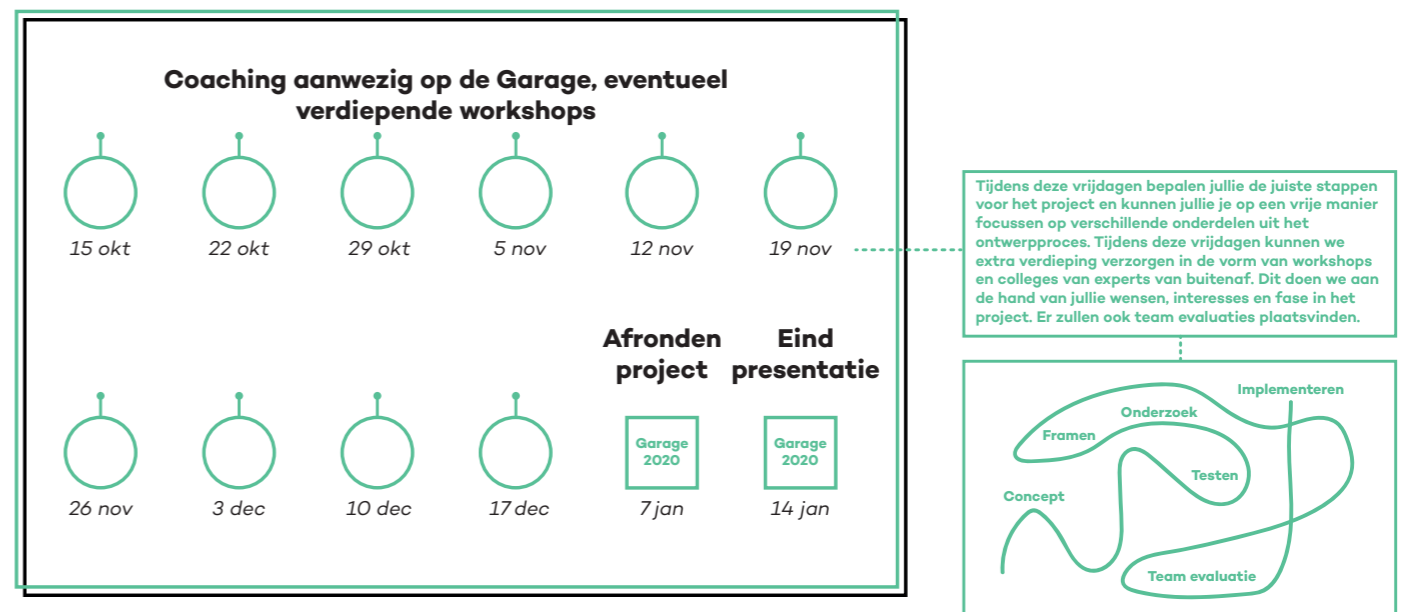 Coaching aanwezig op de Garage, eventueel
verdiepende workshops
15 okt
22 okt
29 okt
5 nov
12 nov
19 nov
Tijdens deze vrijdagen bepalen jullie de juiste stappen
voor het project en kunnen jullie je op een vrije manier
focussen op verschillende onderdelen uit het
ontwerpproces. Tijdens deze vrijdagen kunnen we
extra verdieping verzorgen in de vorm van workshops
en colleges van experts van buitenaf. Dit doen we aan
de hand van jullie wensen, interesses en fase in het
project. Er zullen ook team evaluaties plaatsvinden.
Afronden
project
Eind
presentatie
Garage
2020
Garage
2020
26 nov
3 dec
10 dec
17 dec
7 jan
14 jan
Implementeren
Onderzoek
Framen
Testen
Concept
Team evaluatie